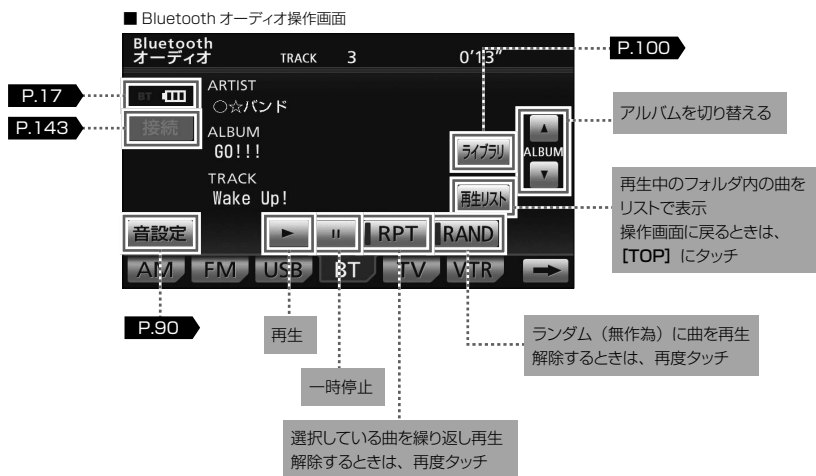 ■ Bluetooth オーディオ操作画面
Bluetooth
オーディオ
TRACK 3 0'13"
P.100
P.17
BT
ARTIST
○☆バンド
P.143
接続
ALBUM
GO!!!
ライブラリ
ALBUM
アルバムを切り替える
TRACK
Wake Up!
再生リスト
再生中のフォルダ内の曲を
リストで表示
操作画面に戻るときは、
[TOP] にタッチ
音設定
RPT
RAND
AM FM USB BT TV VTR
P.90
再生
ランダム（無作為）に曲を再生
解除するときは、再度タッチ
一時停止
選択している曲を繰り返し再生
解除するときは、再度タッチ